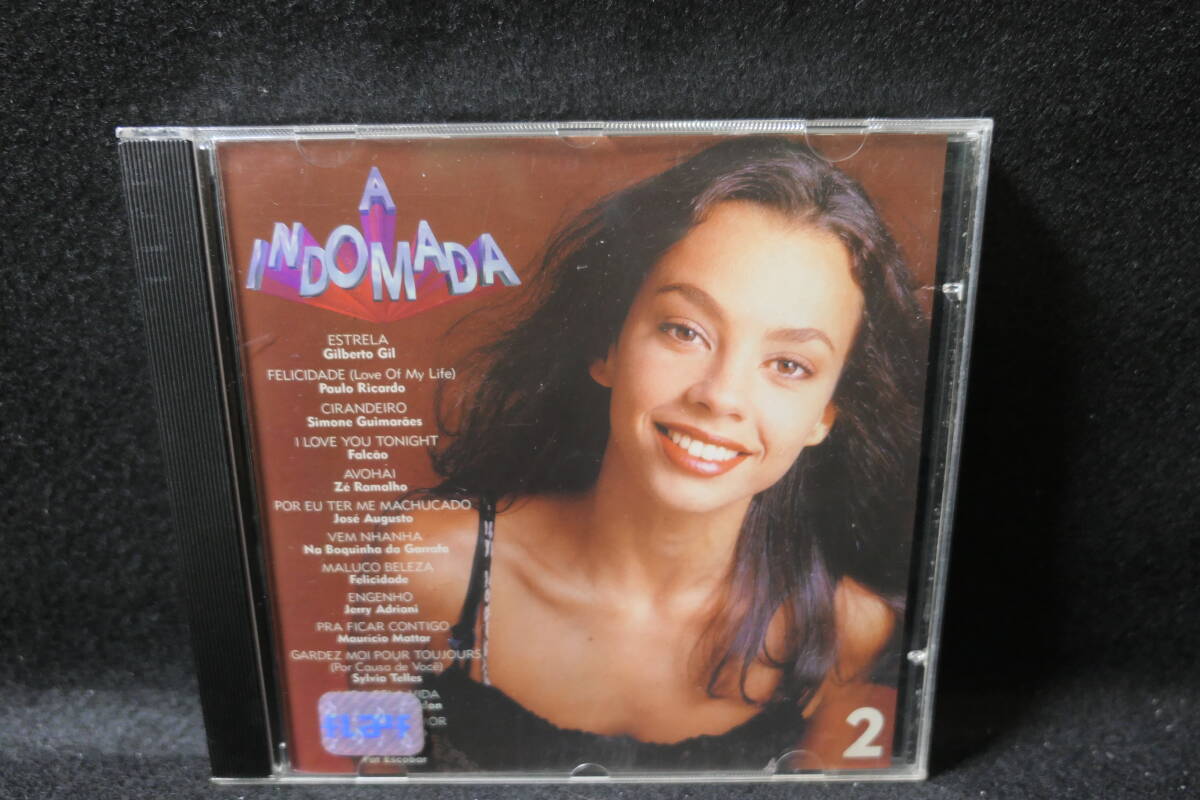 A
INDOMADA
ESTRELA
Gilberto Gil
FELICIDADE (Love Of My Life)
Paulo Ricardo
CIRANDEIRO
Simone Guimarães
I LOVE YOU TONIGHT
Falcão
AVOHAI
Zé Ramalho
POR EU TER ME MACHUCADO
José Augusto
VEM NHANHA
Na Boquinha da Garrafa
MALUCO BELEZA
Felicidade
ENGENHO
Jerry Adriani
PRA FICAR CONTIGO
Mauricio Mattar
GARDEZ MOI POUR TOUJOURS
(Por Causa de Você)
Sylvia Telles
VIDA
Escobar
2